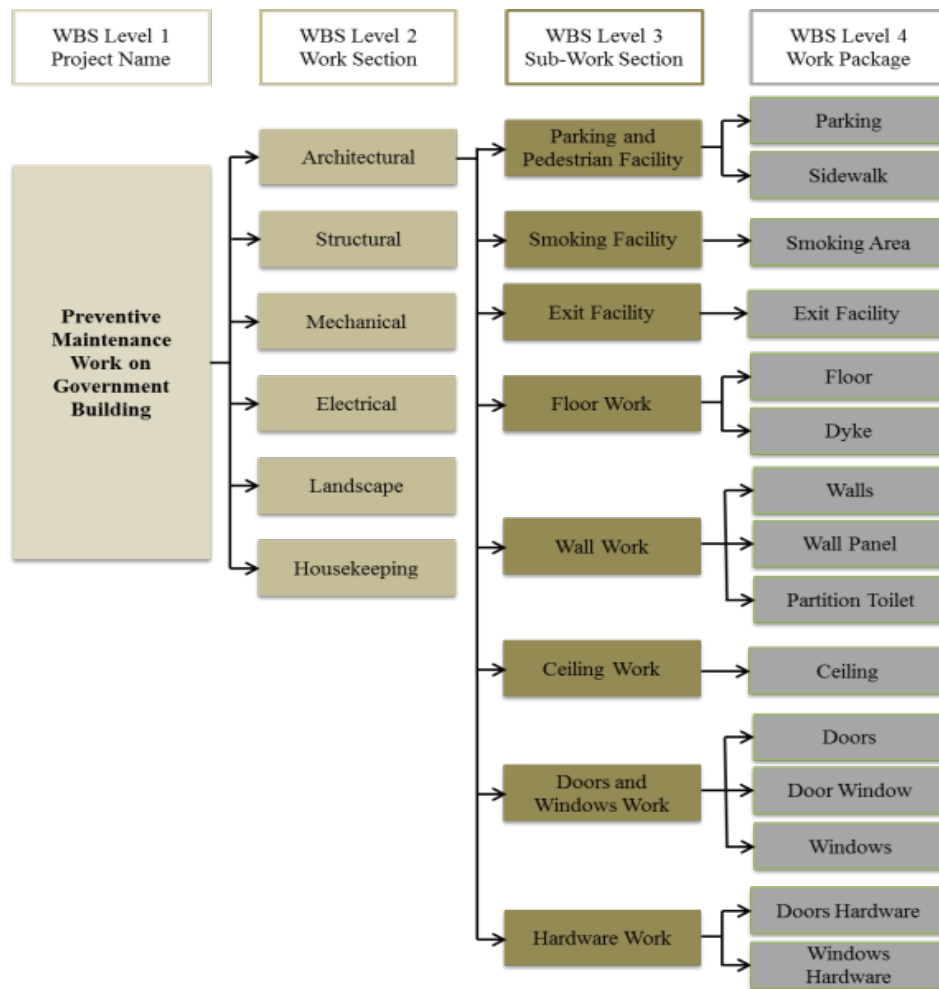 WBS Level 1
Project Name
WBS Level 2
Work Section
WBS Level 3
Sub-Work Section
WBS Level 4
Work Package
Preventive
Maintenance
Work on
Government
Building
Architectural
Structural
Mechanical
Electrical
Landscape
Housekeeping
Parking and
Pedestrian Facility
Smoking Facility
Exit Facility
Floor Work
Wall Work
Ceiling Work
Doors and
Windows Work
Hardware Work
Parking
Sidewalk
Smoking Area
Exit Facility
Floor
Dyke
Walls
Wall Panel
Partition Toilet
Ceiling
Doors
Door Window
Windows
Doors Hardware
Windows
Hardware